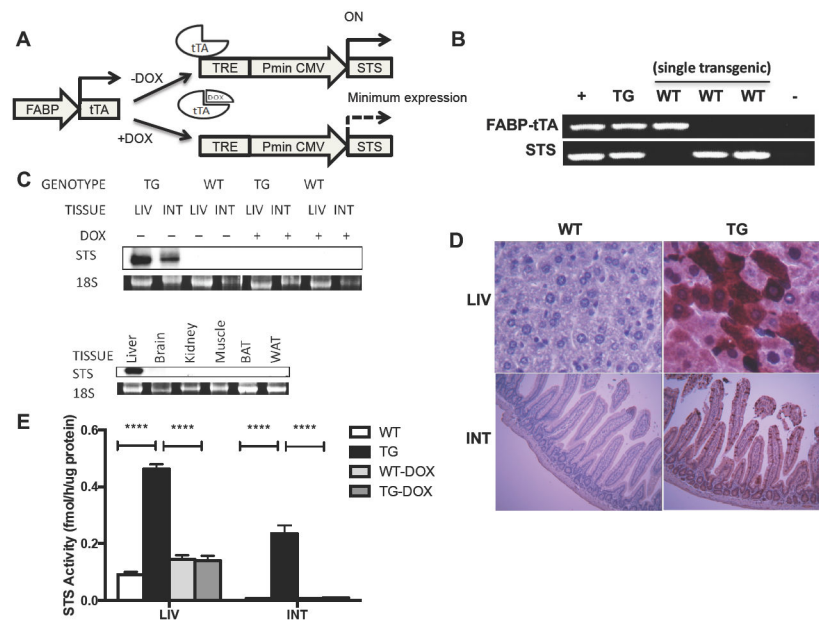 A
ON
tTA
-DOX
TRE Pmin CMV STS
FABP tTA
DOX
tTA
Minimum expression
+DOX
TRE Pmin CMV STS
B
(single transgenic)
+ TG WT WT WT -
FABP-tTA
STS
C
GENOTYPE TG WT TG WT
TISSUE LIV INT LIV INT LIV INT LIV INT
DOX – – – – + + + +
STS
18S
TISSUE Liver Brain Kidney Muscle BAT WAT
STS
18S
D
WT TG
LIV
INT
E
**** **** **** ****
STS Activity (fmol/h/ug protein)
0.6
0.4
0.2
0.0
LIV INT
WT
TG
WT-DOX
TG-DOX